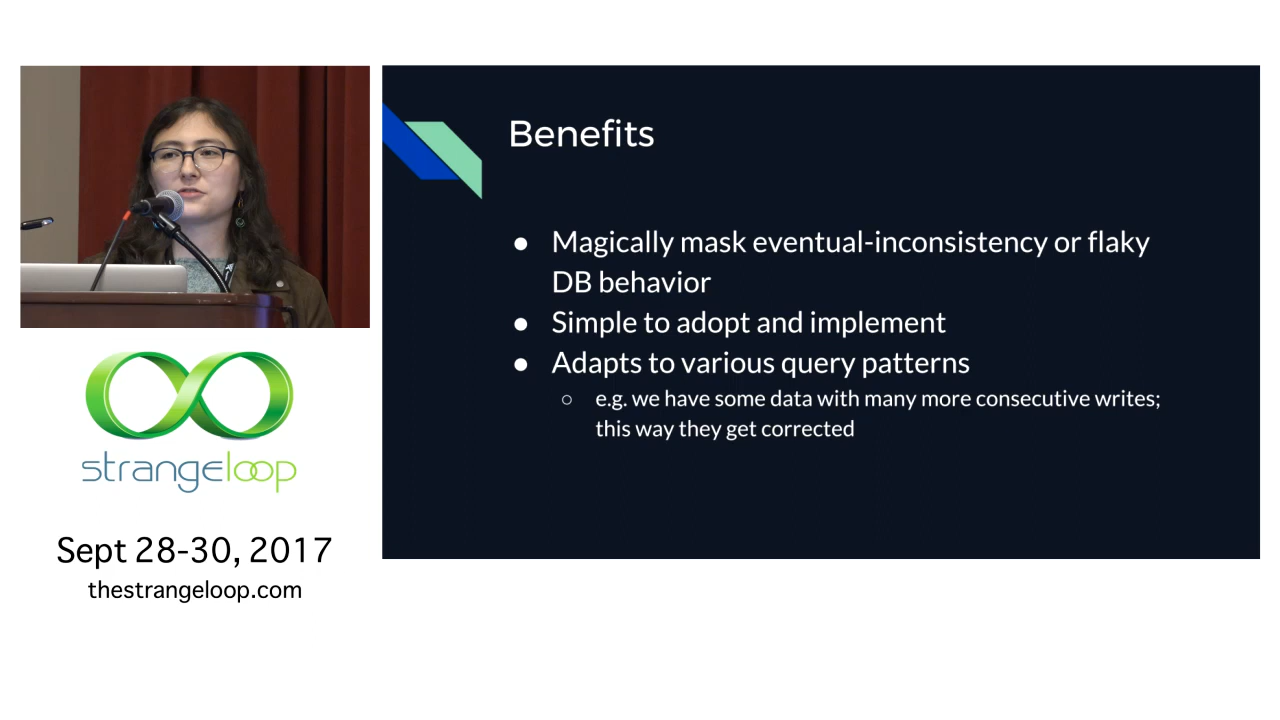 Benefits
● Magically mask eventual-inconsistency or flaky
DB behavior
● Simple to adopt and implement
● Adapts to various query patterns
○ e.g. we have some data with many more consecutive writes;
this way they get corrected
strangeloop
Sept 28-30, 2017
thestrangeloop.com